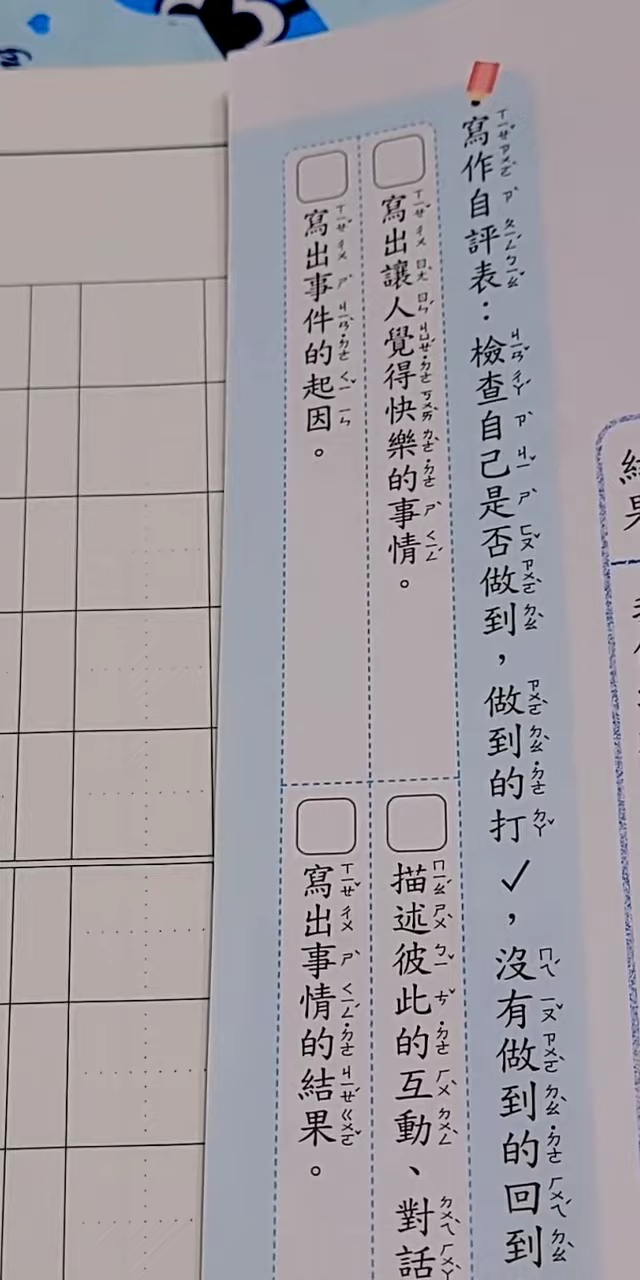 結果
寫作自評表：檢查自己是否做到，做到的打✓，沒有做到的回到
寫出讓人覺得快樂的事情。
描述彼此的互動、對話
寫出事件的起因。
寫出事情的結果。